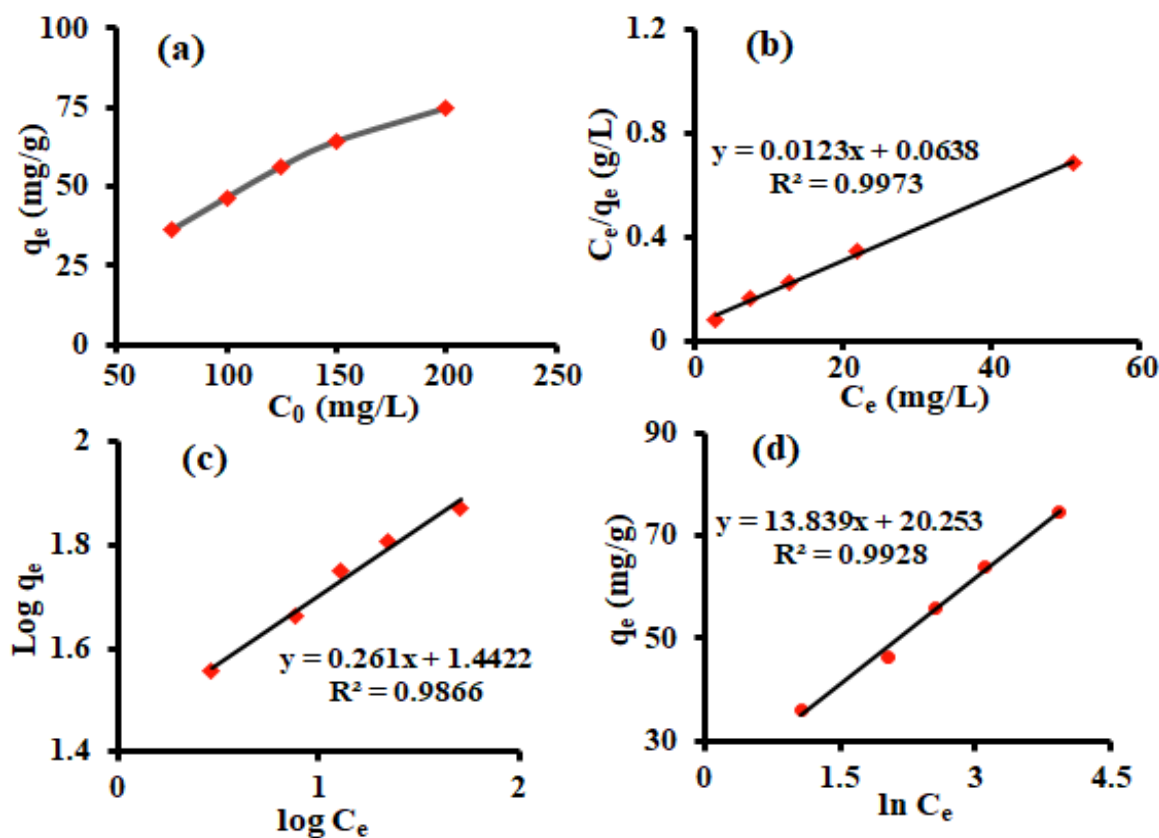 (a)
100
75
50
25
0
qₑ (mg/g)
50 100 150 200 250
C₀ (mg/L)
(b)
1.2
0.8
0.4
0
Cₑ/qₑ (g/L)
y = 0.0123x + 0.0638
R² = 0.9973
0 20 40 60
Cₑ (mg/L)
(c)
2
1.8
1.6
1.4
Log qₑ
y = 0.261x + 1.4422
R² = 0.9866
0 1 2
log Cₑ
(d)
90
70
50
30
qₑ (mg/g)
y = 13.839x + 20.253
R² = 0.9928
0 1.5 3 4.5
ln Cₑ